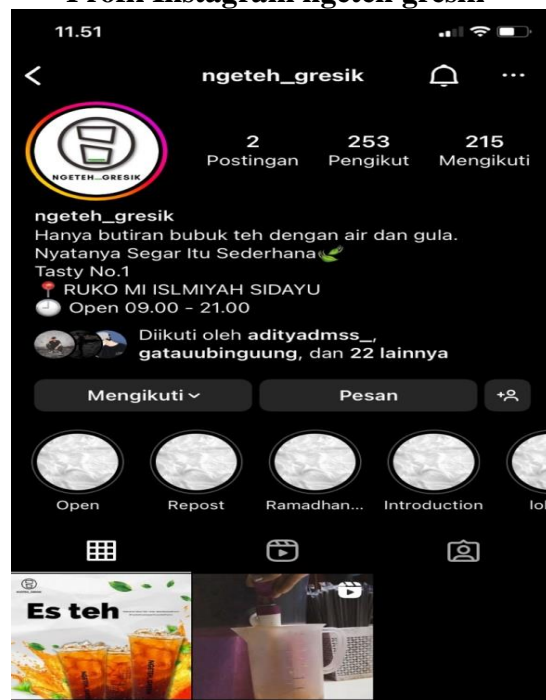 Profil Instagram ngeteh gresik
11.51
ngeteh_gresik
2 253 215
Postingan Pengikut Mengikuti
NGETEH_GRESIK
ngeteh_gresik
Hanya butiran bubuk teh dengan air dan gula.
Nyatanya Segar Itu Sederhana
Tasty No.1
RUKO MI ISLMIYAH SIDAYU
Open 09.00 - 21.00
Diikuti oleh adityadmss_,
gatauubinguung, dan 22 lainnya
Mengikuti Pesan
Open Repost Ramadhan... Introduction lol
Es teh